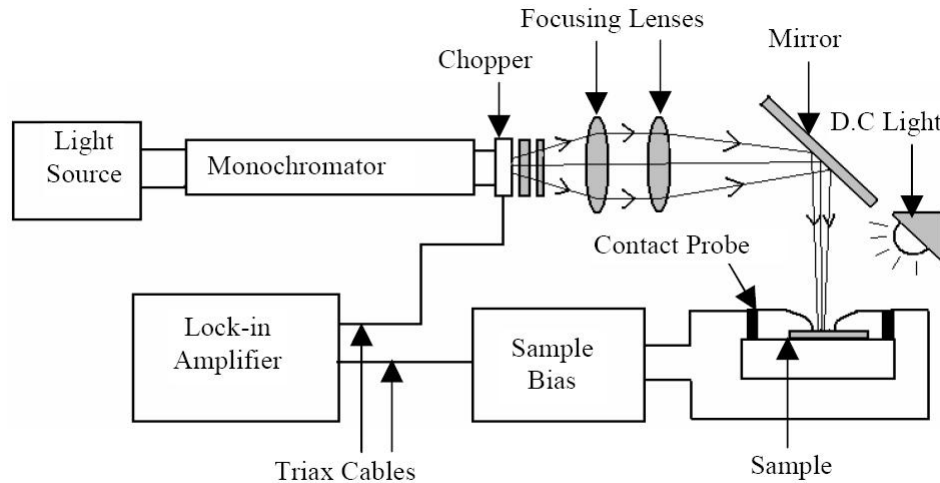 Focusing Lenses
Mirror
Chopper
D.C Light
Light
Source
Monochromator
Contact Probe
Lock-in
Amplifier
Sample
Bias
Triax Cables
Sample